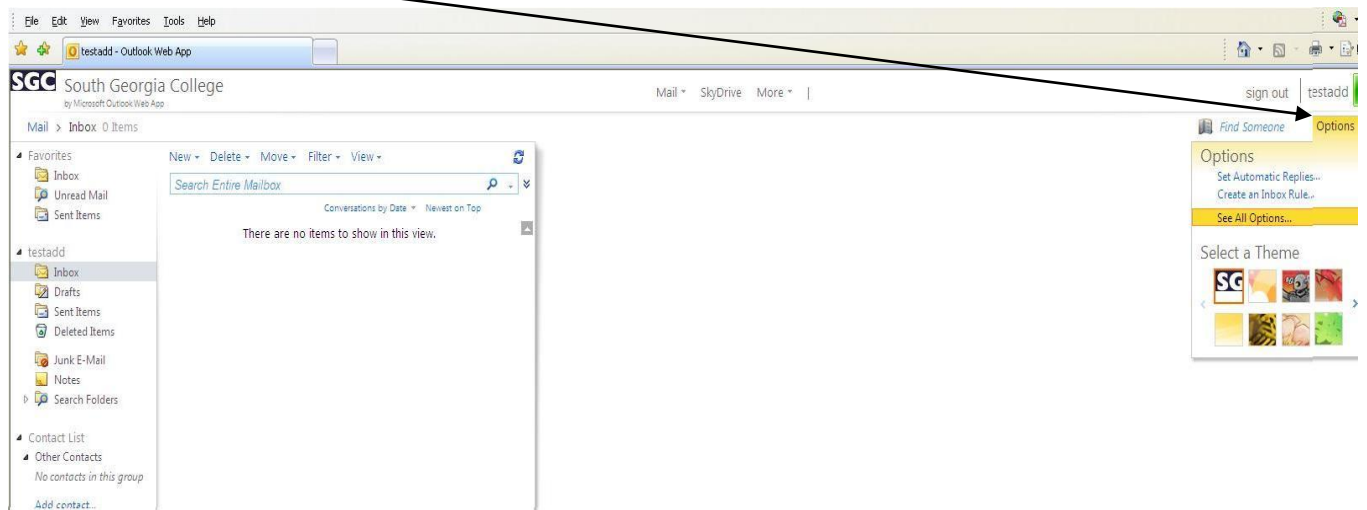 File Edit View Favorites Tools Help
testadd - Outlook Web App
SGC South Georgia College
by Microsoft Outlook Web App
Mail SkyDrive More |
sign out testadd
Mail > Inbox 0 Items
Find Someone Options
Favorites
Inbox
Unread Mail
Sent Items
testadd
Inbox
Drafts
Sent Items
Deleted Items
Junk E-Mail
Notes
Search Folders
Contact List
Other Contacts
No contacts in this group
Add contact...
New Delete Move Filter View
Search Entire Mailbox
Conversations by Date Newest on Top
There are no items to show in this view.
Options
Set Automatic Replies...
Create an Inbox Rule...
See All Options...
Select a Theme
SG